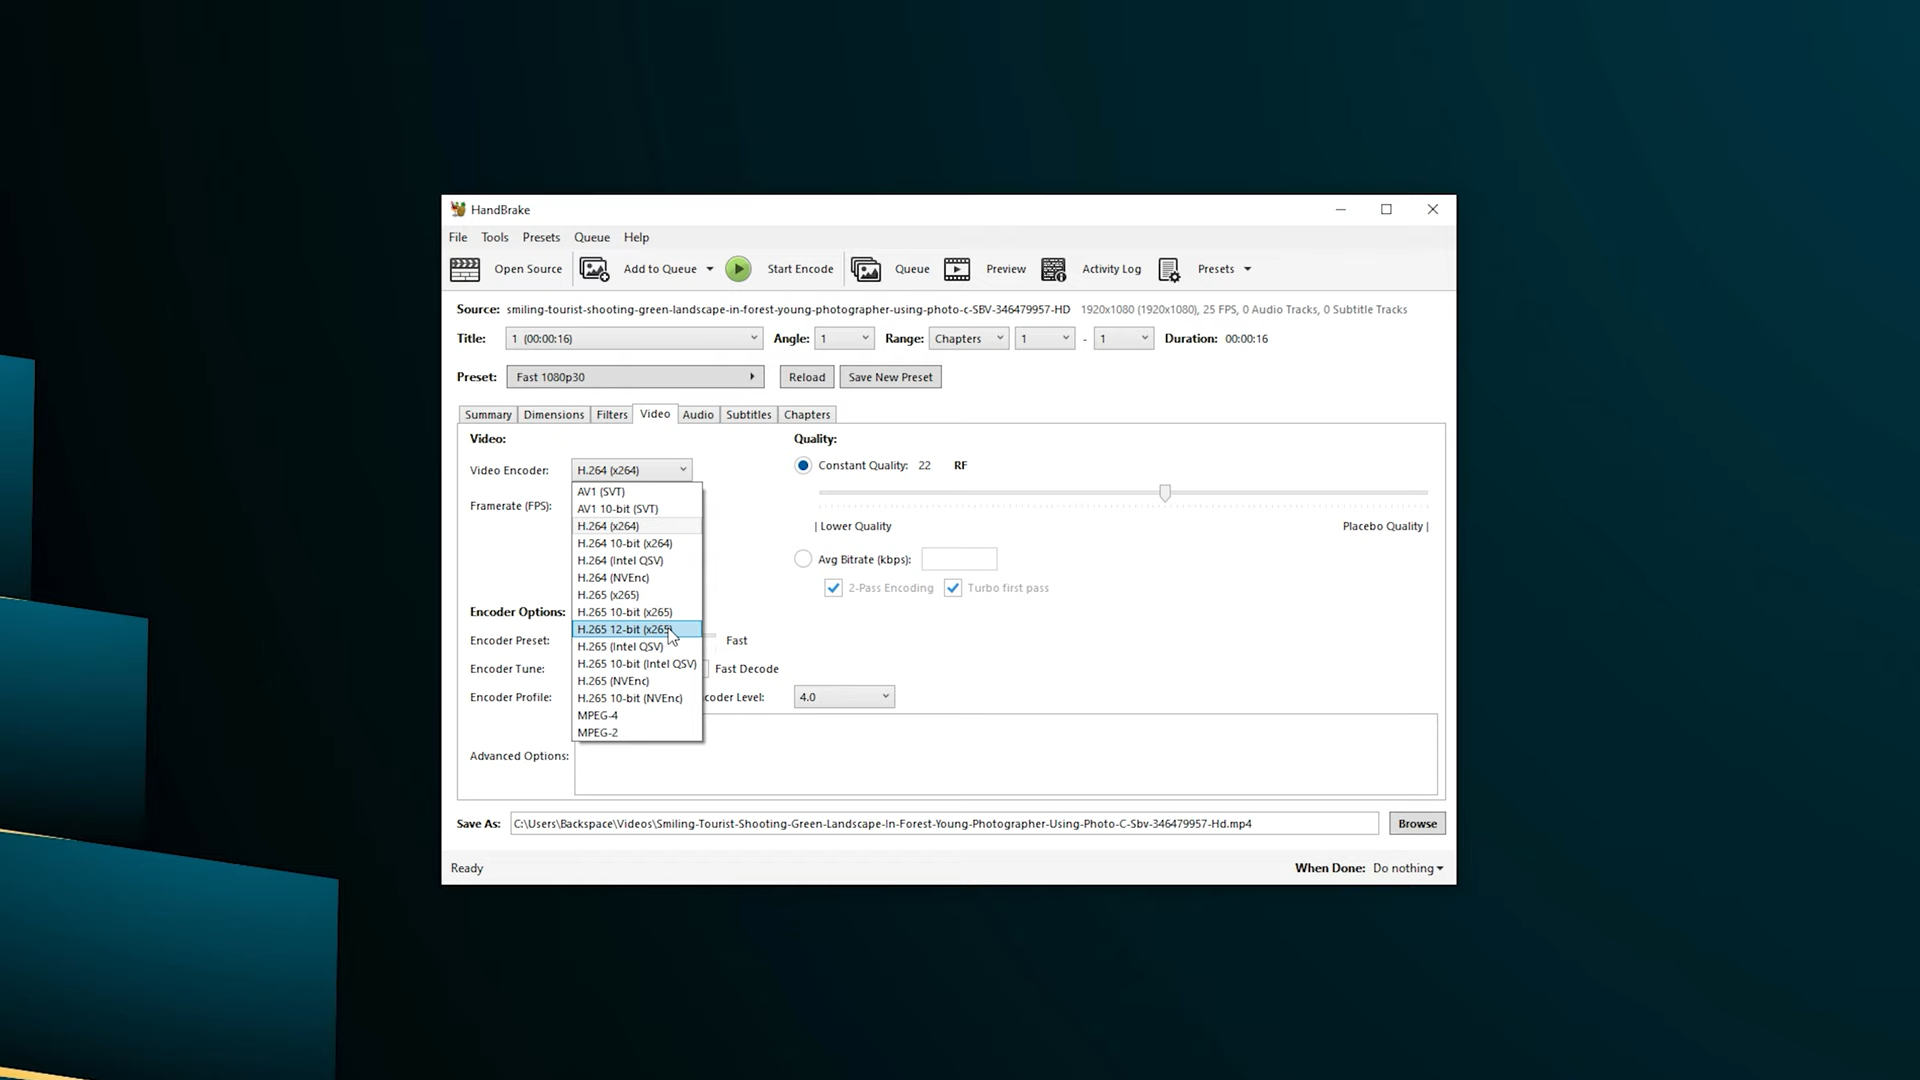 HandBrake
File Tools Presets Queue Help
Open Source Add to Queue Start Encode Queue Preview Activity Log Presets
Source: smiling-tourist-shooting-green-landscape-in-forest-young-photographer-using-photo-c-SBV-346479957-HD 1920x1080 (1920x1080), 25 FPS, 0 Audio Tracks, 0 Subtitle Tracks
Title: 1 (00:00:16) Angle: 1 Range: Chapters 1 - 1 Duration: 00:00:16
Preset: Fast 1080p30 Reload Save New Preset
Summary Dimensions Filters Video Audio Subtitles Chapters
Video:
Video Encoder: H.264 (x264)
Framerate (FPS):
AV1 (SVT)
AV1 10-bit (SVT)
H.264 (x264)
H.264 10-bit (x264)
H.264 (Intel QSV)
H.264 (NVEnc)
H.265 (x265)
H.265 10-bit (x265)
H.265 12-bit (x265)
H.265 (Intel QSV)
H.265 10-bit (Intel QSV)
H.265 (NVEnc)
H.265 10-bit (NVEnc)
MPEG-4
MPEG-2
Quality:
Constant Quality: 22 RF
| Lower Quality Placebo Quality |
Avg Bitrate (kbps):
2-Pass Encoding Turbo first pass
Encoder Options:
Encoder Preset: Fast
Encoder Tune: Fast Decode
Encoder Profile: coder Level: 4.0
Advanced Options:
Save As: C:\Users\Backspace\Videos\Smiling-Tourist-Shooting-Green-Landscape-In-Forest-Young-Photographer-Using-Photo-C-Sbv-346479957-Hd.mp4 Browse
Ready When Done: Do nothing